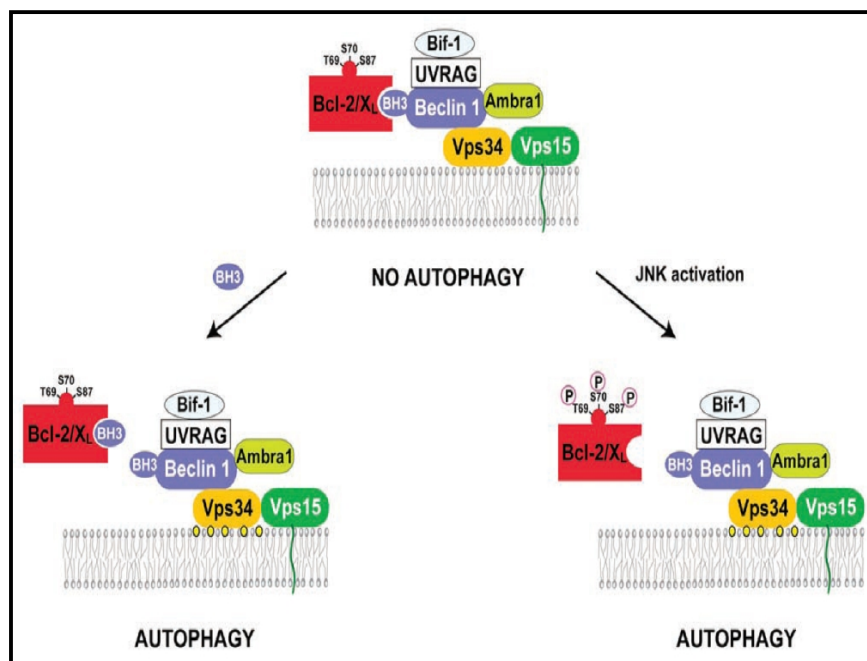 S70
T69 S87
Bcl-2/XL
BH3
Bif-1
UVRAG
Beclin 1
Ambra1
Vps34
Vps15
BH3
NO AUTOPHAGY
JNK activation
S70
T69 S87
Bcl-2/XL
BH3
Bif-1
UVRAG
BH3
Beclin 1
Ambra1
Vps34
Vps15
AUTOPHAGY
P P P
S70
T69 S87
Bcl-2/XL
Bif-1
UVRAG
BH3
Beclin 1
Ambra1
Vps34
Vps15
AUTOPHAGY